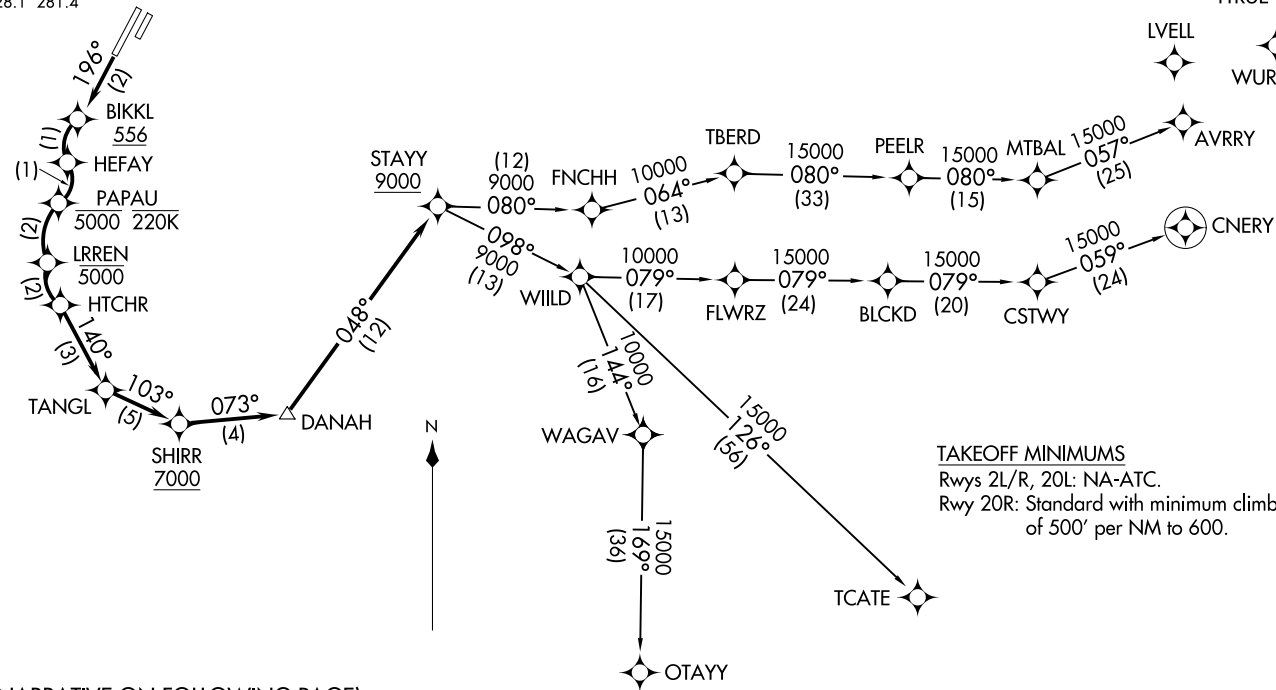 28.1 281.4
LVELL
196°
(2)
BIKKL
556
(1)
HEFAY
(1)
PAPAU
5000 220K
(2)
LRREN
5000
(2)
HTCHR
140°
(3)
TANGL
103°
(5)
SHIRR
7000
073°
(4)
DANAH
048°
(12)
STAYY
9000
(12)
9000
080°
FNCHH
10000
064°
(13)
TBERD
15000
080°
(33)
PEELR
15000
080°
(15)
MTBAL
15000
057°
(25)
AVRRY
098°
9000
(13)
WIILD
10000
079°
(17)
FLWRZ
15000
079°
(24)
BLCKD
15000
079°
(20)
CSTWY
15000
059°
(24)
CNERY
10000
144°
(16)
WAGAV
15000
169°
(36)
OTAYY
15000
126°
(56)
TCATE
N
TAKEOFF MINIMUMS
Rwys 2L/R, 20L: NA-ATC.
Rwy 20R: Standard with minimum climb
of 500' per NM to 600.
WUR